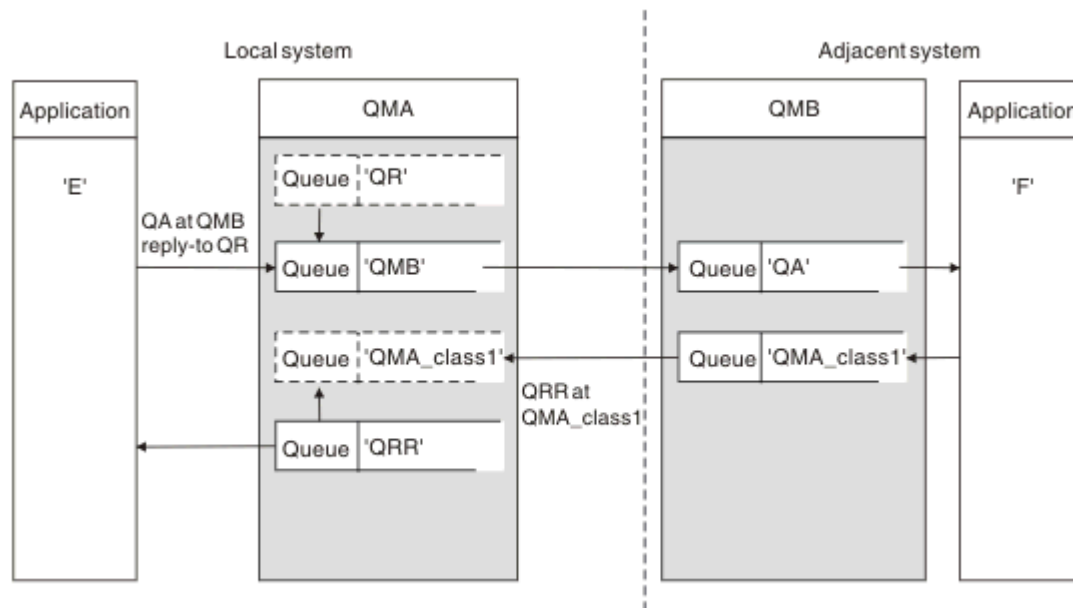 Local system
Adjacent system
Application
QMA
QMB
Application
'E'
Queue 'QR'
'F'
QA at QMB
reply-to QR
Queue 'QMB'
Queue 'QA'
Queue 'QMA_class1'
Queue 'QMA_class1'
QRR at
QMA_class1
Queue 'QRR'